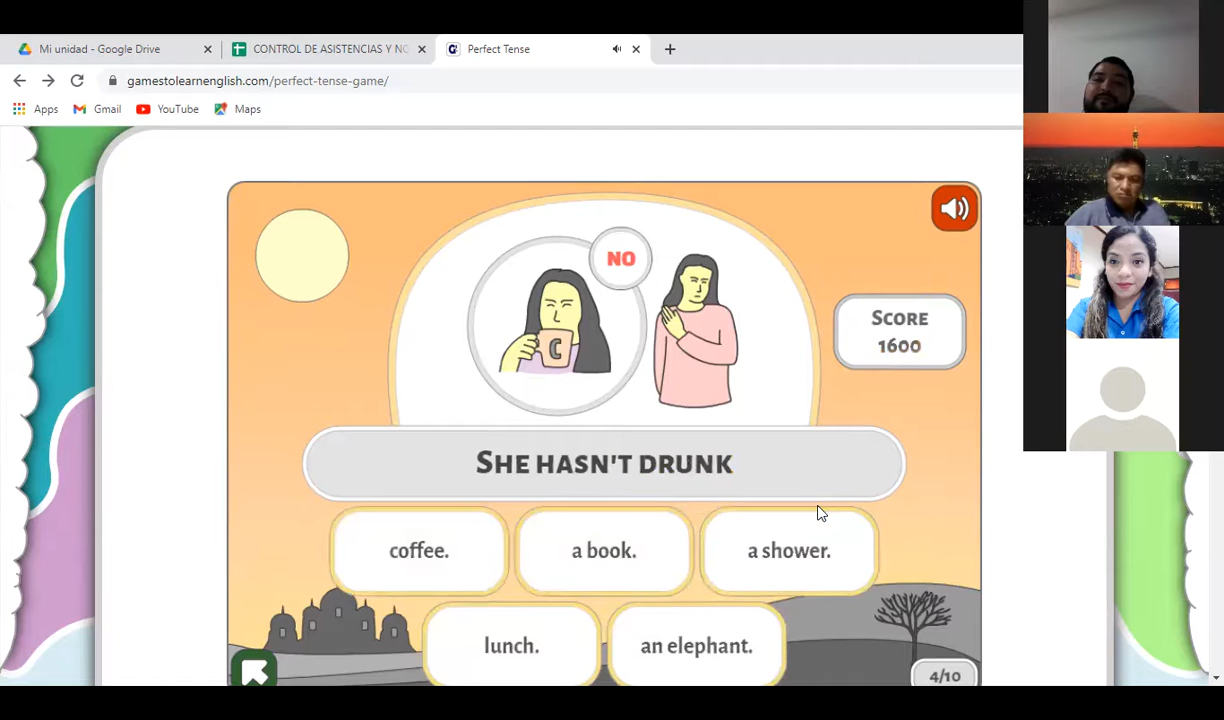 Mi unidad - Google Drive
CONTROL DE ASISTENCIAS Y NO
Perfect Tense
gamestolearnenglish.com/perfect-tense-game/
Apps Gmail YouTube Maps
NO
C
SCORE
1600
SHE HASN'T DRUNK
coffee. a book. a shower.
lunch. an elephant.
4/10